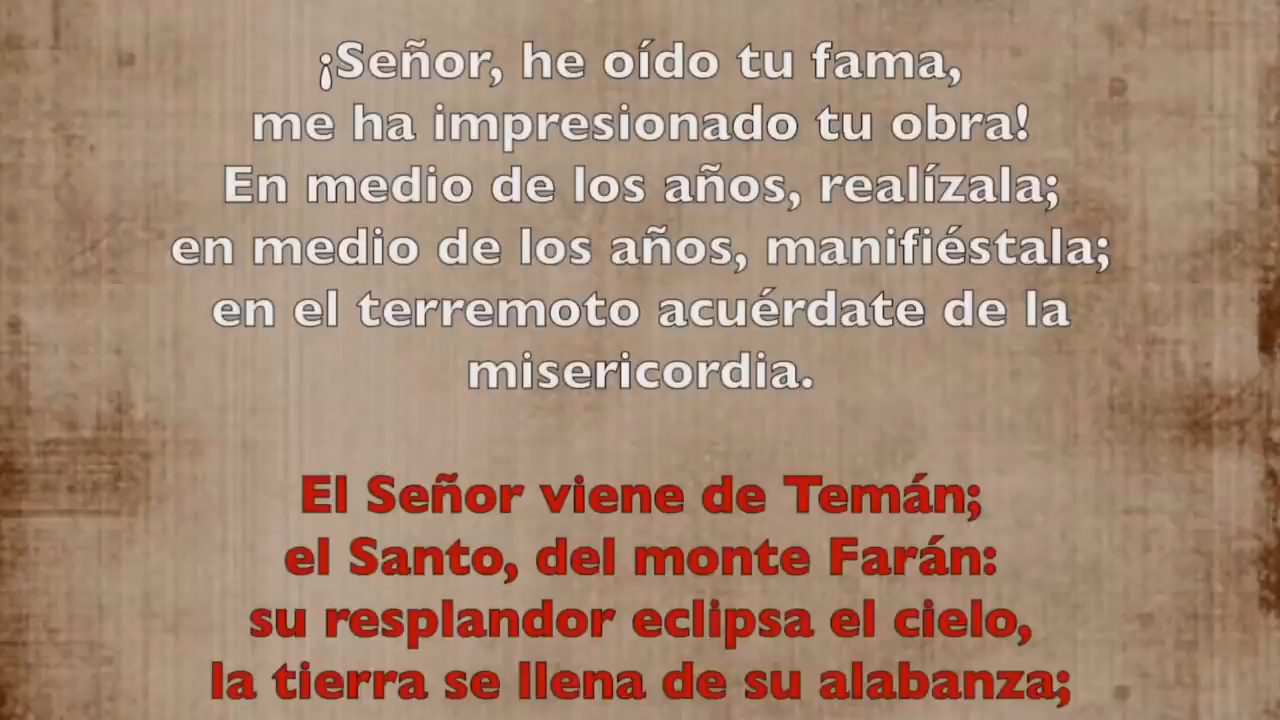 ¡Señor, he oído tu fama,
me ha impresionado tu obra!
En medio de los años, realízala;
en medio de los años, manifiéstala;
en el terremoto acuérdate de la
misericordia.
El Señor viene de Temán;
el Santo, del monte Farán:
su resplandor eclipsa el cielo,
la tierra se llena de su alabanza;